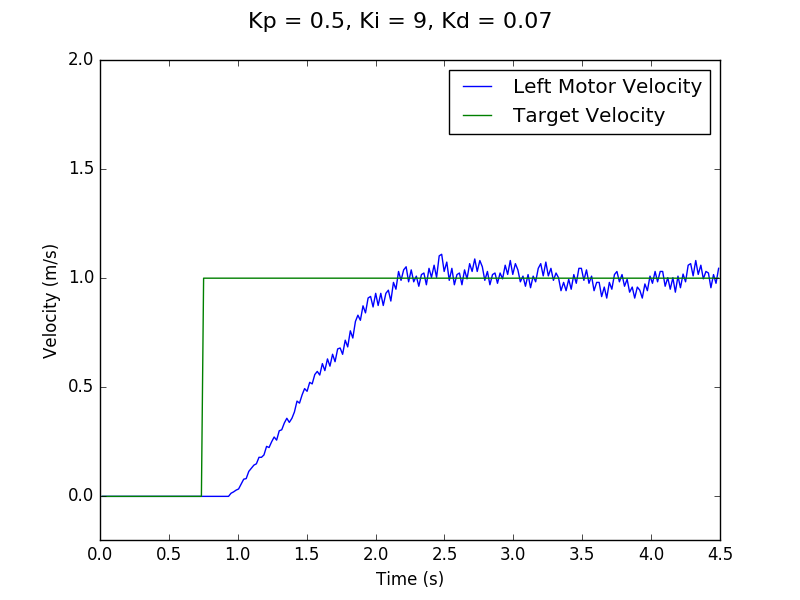 Kp = 0.5, Ki = 9, Kd = 0.07
2.0
Left Motor Velocity
Target Velocity
1.5
1.0
Velocity (m/s)
0.5
0.0
0.0 0.5 1.0 1.5 2.0 2.5 3.0 3.5 4.0 4.5
Time (s)